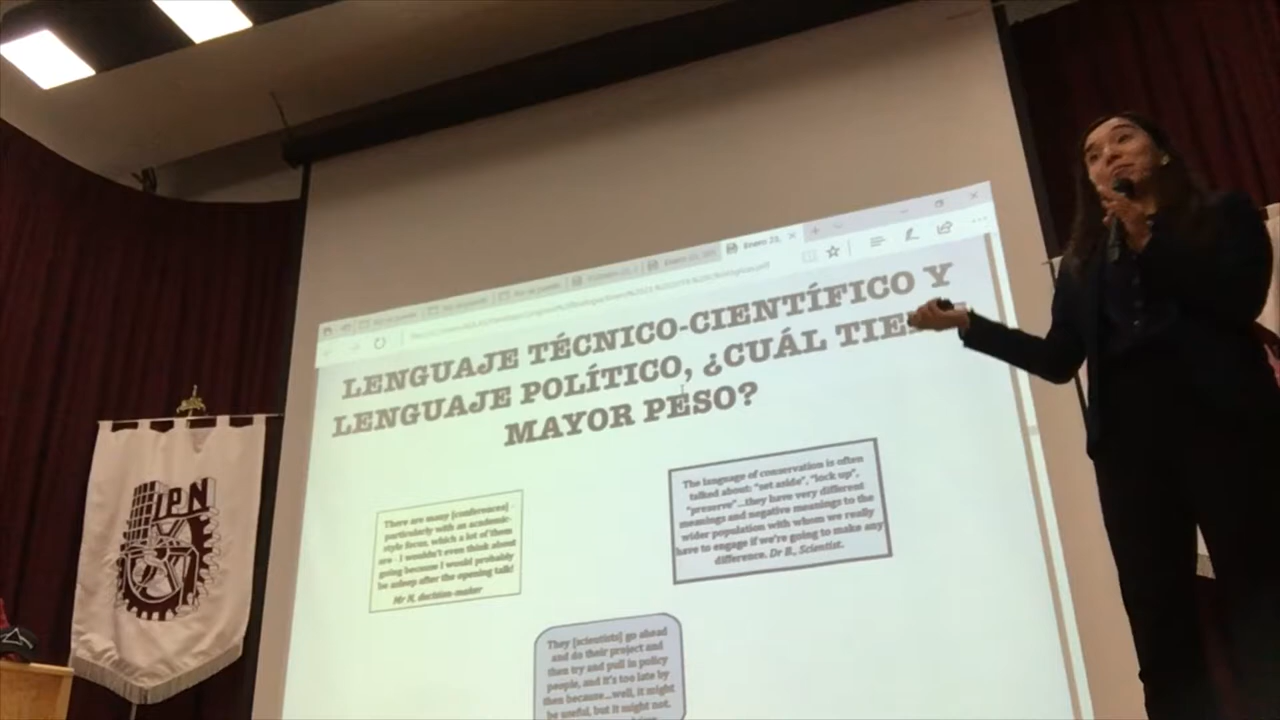 Enero 23,
LENGUAJE TÉCNICO-CIENTÍFICO Y
LENGUAJE POLÍTICO, ¿CUÁL TIE
MAYOR PESO?
There are many [conferences] -
particularly with an academic-
style focus, which a lot of them
are - I wouldn't even think about
going because I would probably
be asleep after the opening talk!
Mr N, decision-maker
The language of conservation is often
talked about: "set aside", "lock up",
"preserve"...they have very different
meanings and negative meanings to the
wider population with whom we really
have to engage if we're going to make any
difference. Dr B., Scientist.
They [scientists] go ahead
and do their project and
then try and pull in policy
people, and it's too late by
then because...well, it might
be useful, but it might not.
IPN